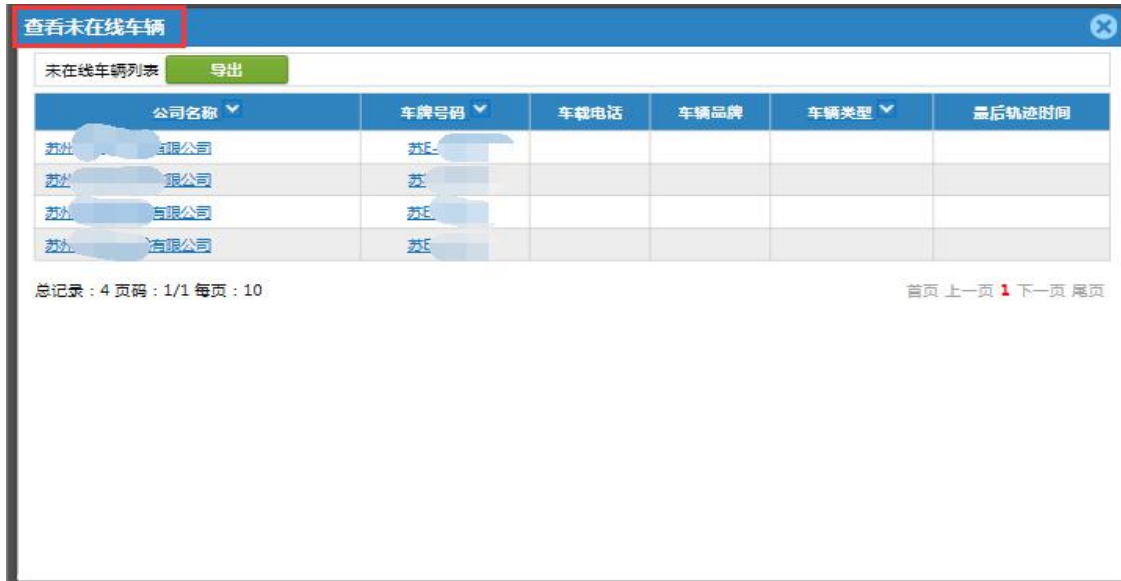 查看未在线车辆
未在线车辆列表 导出
公司名称 车牌号码 车载电话 车辆品牌 车辆类型 最后轨迹时间
苏州 有限公司 苏E-
苏州 限公司 苏
苏州 有限公司 苏E
苏州 有限公司 苏E
总记录：4 页码：1/1 每页：10 首页 上一页 1 下一页 尾页